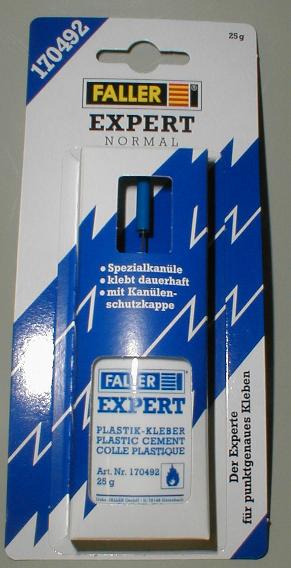 170492
25 g
FALLER
EXPERT
NORMAL
• Spezialkanüle
• klebt dauerhaft
• mit Kanülen-
schutzkappe
FALLER
EXPERT
PLASTIK-KLEBER
PLASTIC CEMENT
COLLE PLASTIQUE
Art. Nr. 170492
25 g
Der Experte
für punktgenaues Kleben